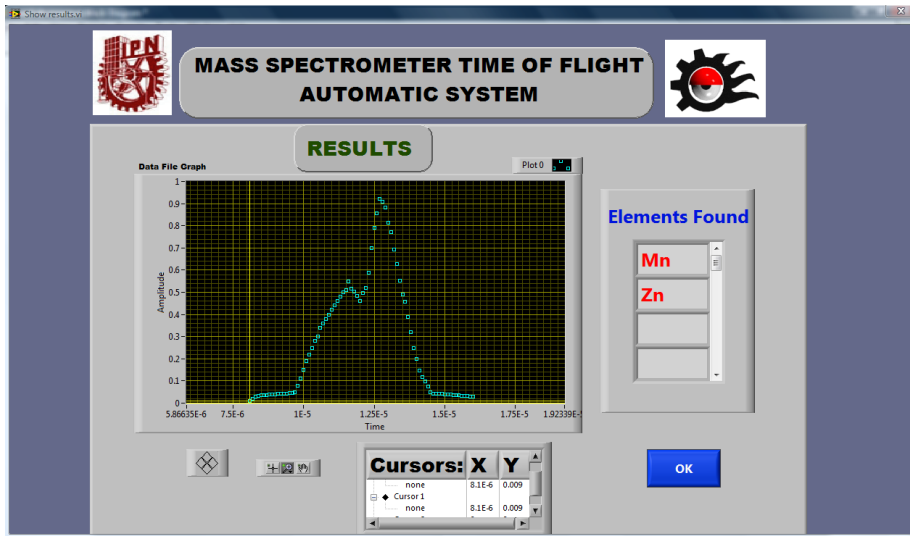 Show results.vi
IPN
MASS SPECTROMETER TIME OF FLIGHT
AUTOMATIC SYSTEM
RESULTS
Data File Graph
Plot 0
1
0.9
0.8
0.7
0.6
0.5
0.4
0.3
0.2
0.1
0
Amplitude
5.86635E-6 7.5E-6 1E-5 1.25E-5 1.5E-5 1.75E-5 1.92339E-
Time
Elements Found
Mn
Zn
Cursors: X Y
none 8.1E-6 0.009
Cursor 1
none 8.1E-6 0.009
OK